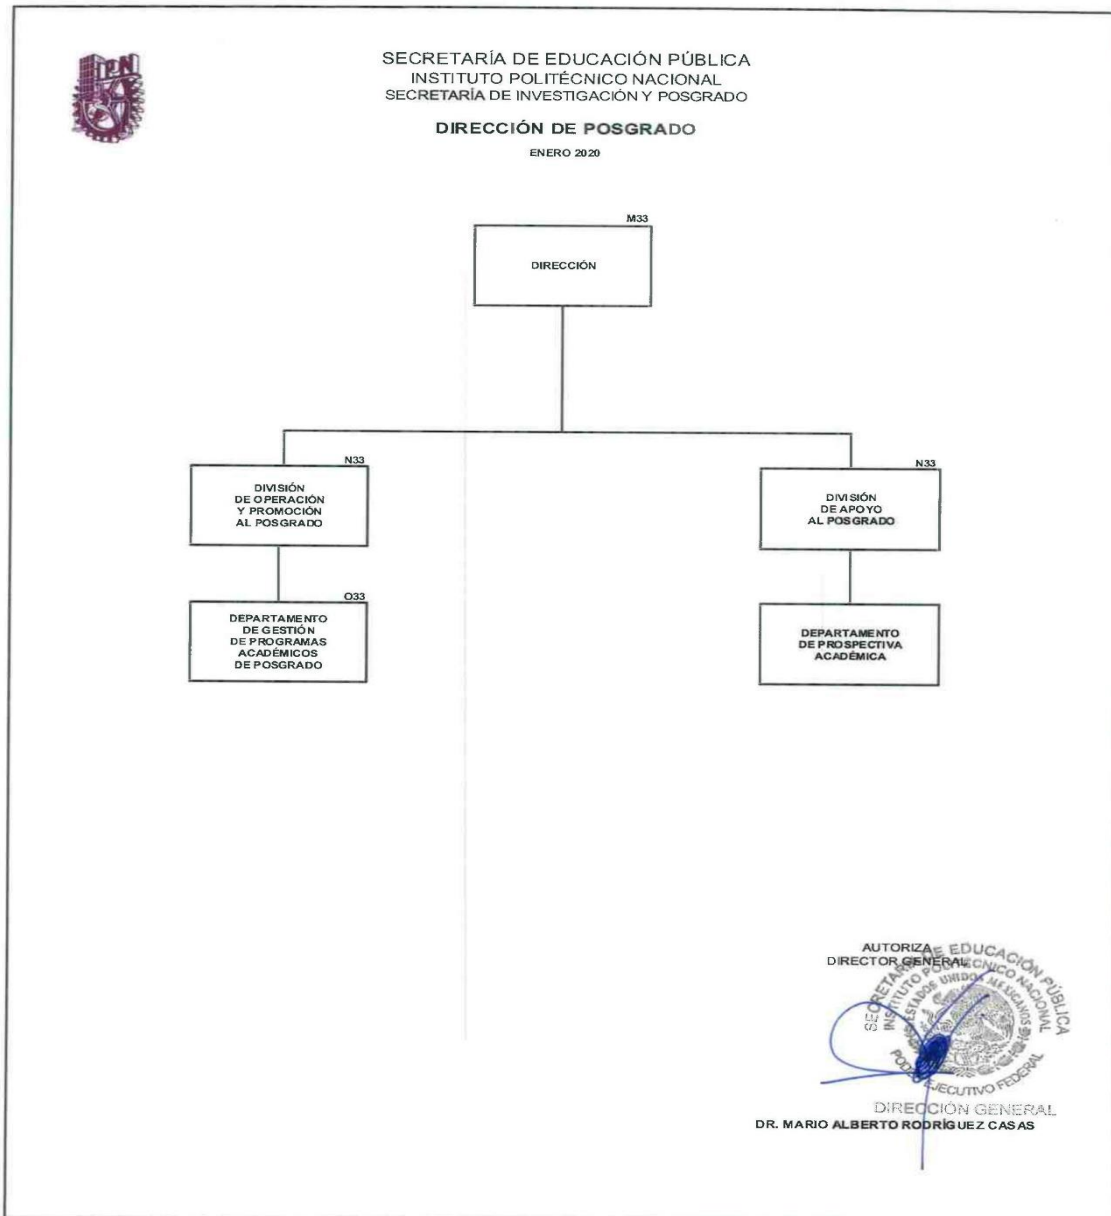 IPN
SECRETARÍA DE EDUCACIÓN PÚBLICA
INSTITUTO POLITÉCNICO NACIONAL
SECRETARÍA DE INVESTIGACIÓN Y POSGRADO
DIRECCIÓN DE POSGRADO
ENERO 2020
M33
DIRECCIÓN
N33
DIVISIÓN
DE OPERACIÓN
Y PROMOCIÓN
AL POSGRADO
N33
DIVISIÓN
DE APOYO
AL POSGRADO
O33
DEPARTAMENTO
DE GESTIÓN
DE PROGRAMAS
ACADÉMICOS
DE POSGRADO
DEPARTAMENTO
DE PROSPECTIVA
ACADÉMICA
AUTORIZA
DIRECTOR GENERAL
SECRETARÍA DE EDUCACIÓN PÚBLICA
INSTITUTO POLITÉCNICO NACIONAL
ESTADOS UNIDOS MEXICANOS
PODER EJECUTIVO FEDERAL
DIRECCIÓN GENERAL
DR. MARIO ALBERTO RODRÍGUEZ CASAS